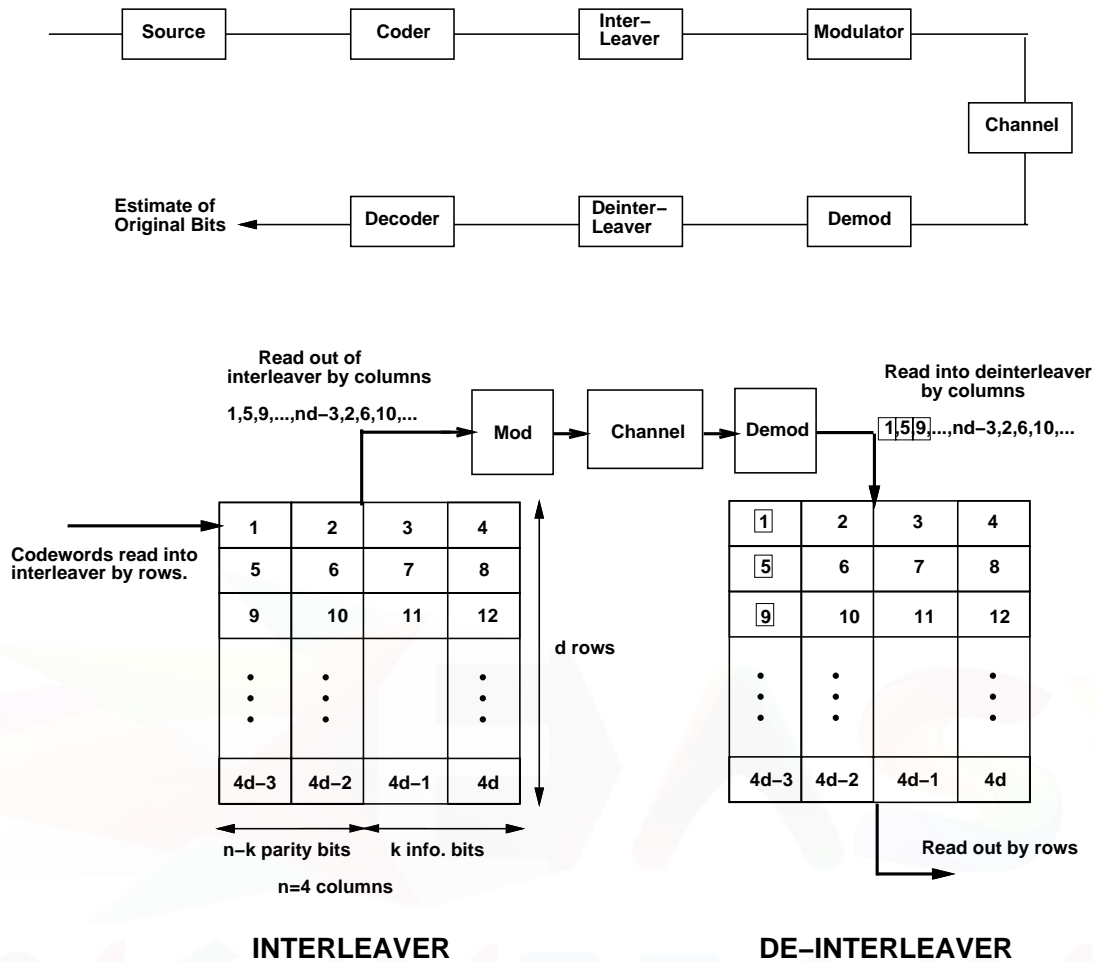 Source
Coder
Inter–
Leaver
Modulator
Channel
Estimate of
Original Bits
Decoder
Deinter–
Leaver
Demod
Read out of
interleaver by columns
1,5,9,...,nd–3,2,6,10,...
Mod
Channel
Demod
Read into deinterleaver
by columns
1,5,9,...,nd–3,2,6,10,...
Codewords read into
interleaver by rows.
1 2 3 4
5 6 7 8
9 10 11 12
4d–3 4d–2 4d–1 4d
d rows
n–k parity bits
k info. bits
n=4 columns
1 2 3 4
5 6 7 8
9 10 11 12
4d–3 4d–2 4d–1 4d
Read out by rows
INTERLEAVER
DE–INTERLEAVER